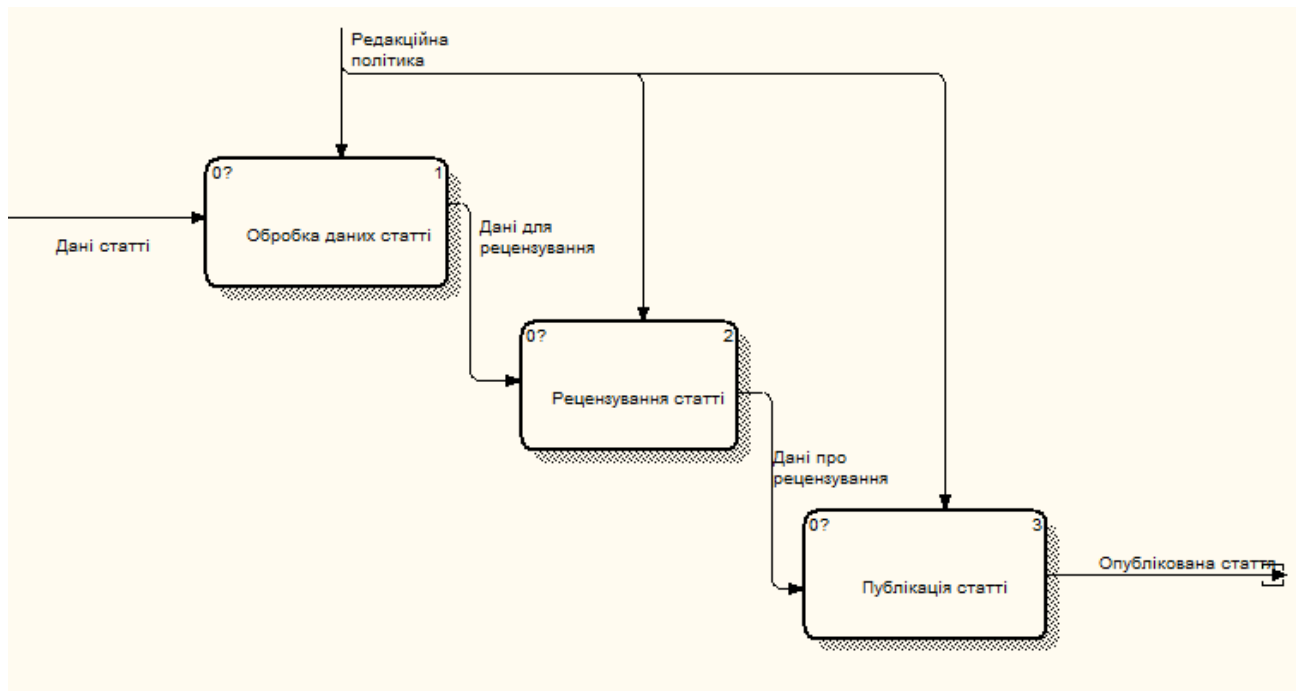 Редакційна
політика
0? 1
Обробка даних статті
Дані статті
Дані для
рецензування
0? 2
Рецензування статті
Дані про
рецензування
0? 3
Публікація статті
Опублікована стаття